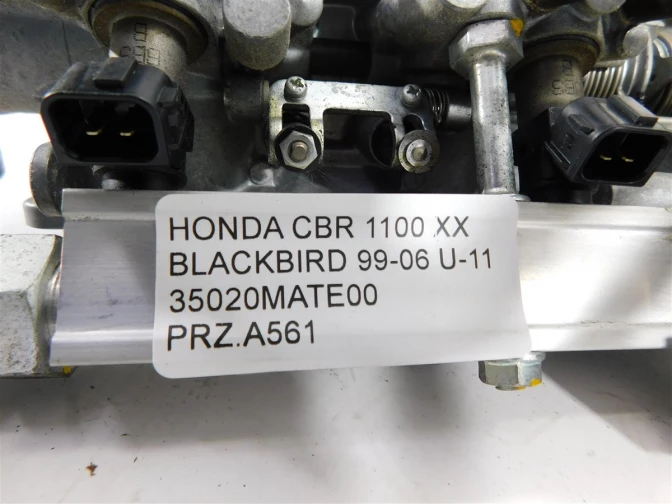 HONDA CBR 1100 XX
BLACKBIRD 99-06 U-11
35020MATE00
PRZ.A561